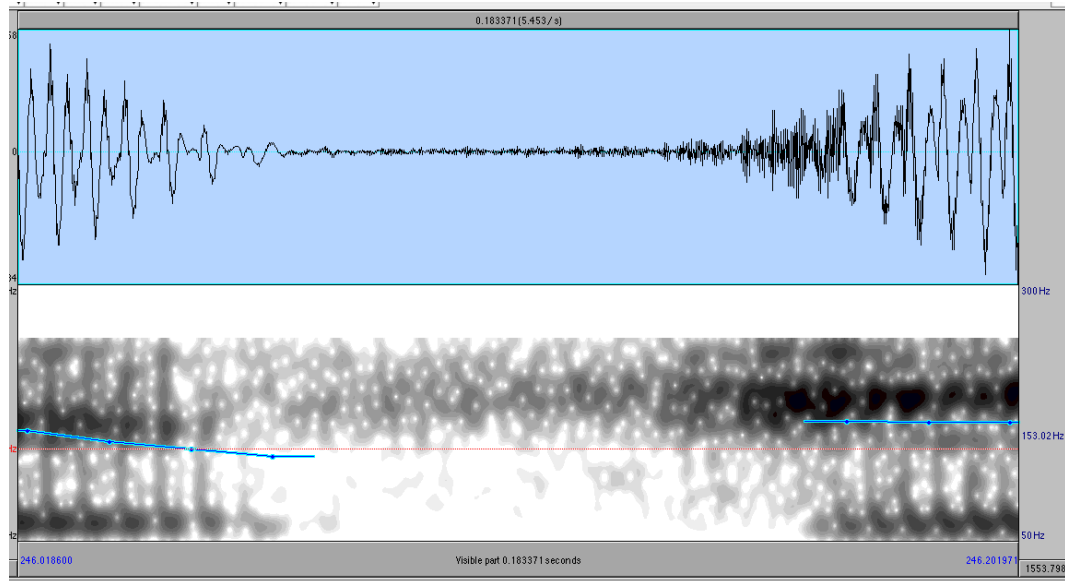 0.183371 (5.453 / s)
0
300 Hz
153.02 Hz
50 Hz
246.018600
Visible part 0.183371 seconds
246.201971
1553.798